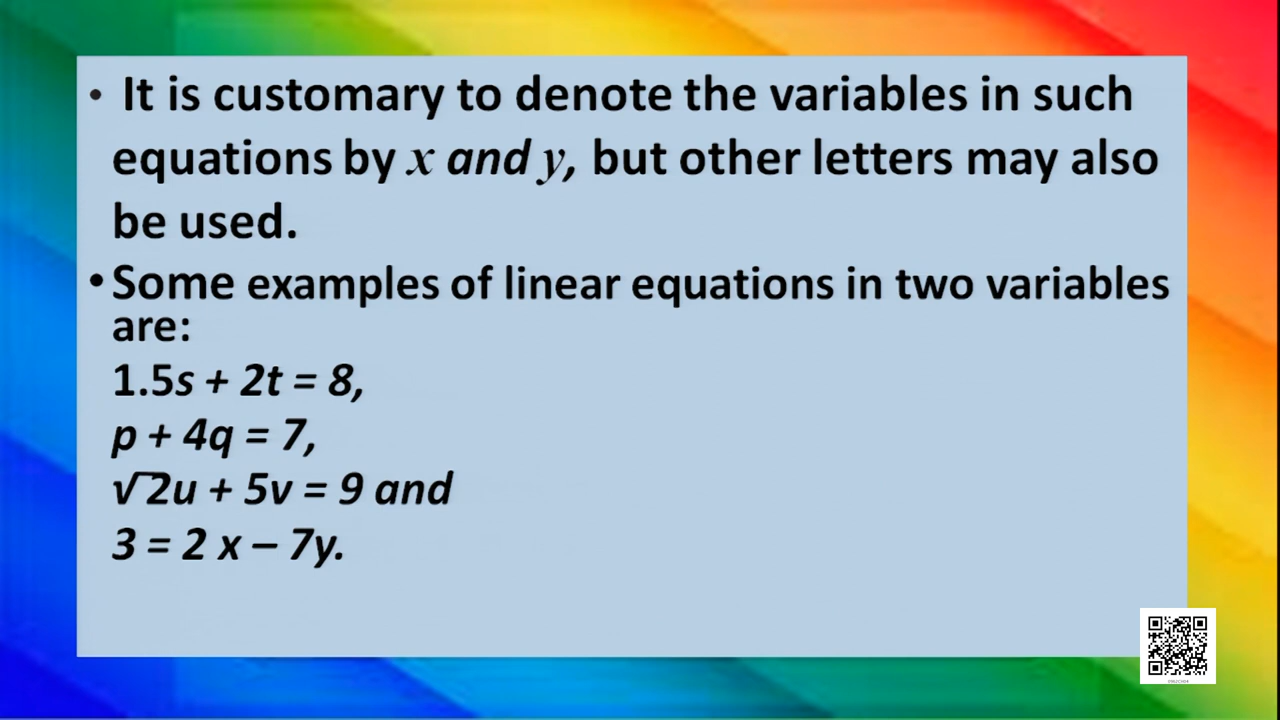 • It is customary to denote the variables in such
equations by x and y, but other letters may also
be used.
• Some examples of linear equations in two variables
are:
1.5s + 2t = 8,
p + 4q = 7,
√2u + 5v = 9 and
3 = 2 x – 7y.